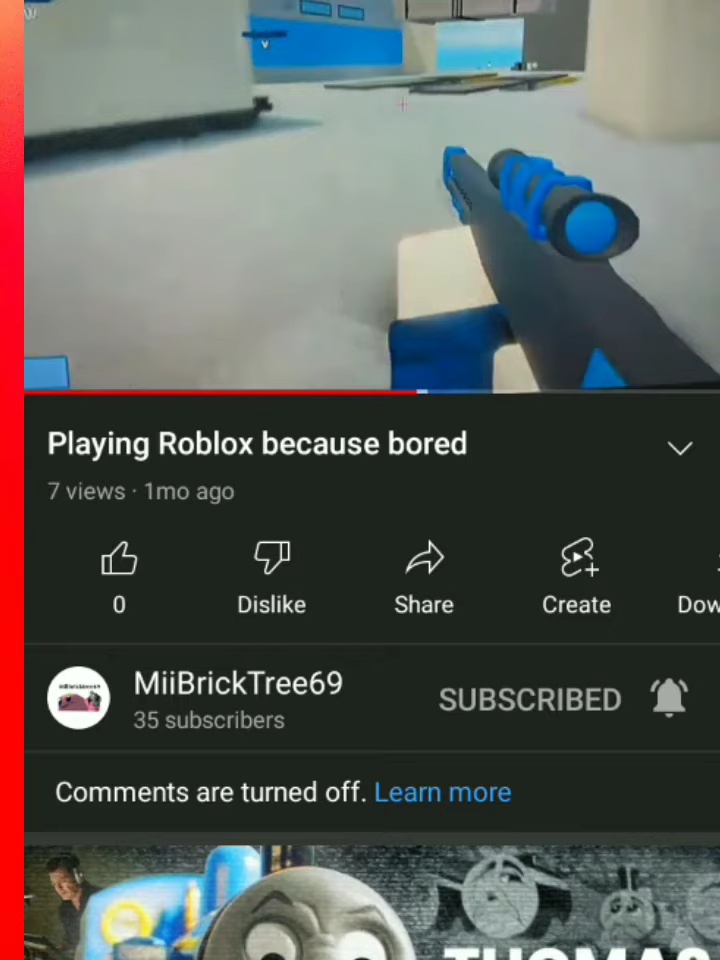 Playing Roblox because bored
7 views · 1mo ago
0
Dislike
Share
Create
Dow
MiiBrickTree69
35 subscribers
SUBSCRIBED
Comments are turned off. Learn more
THOMAS